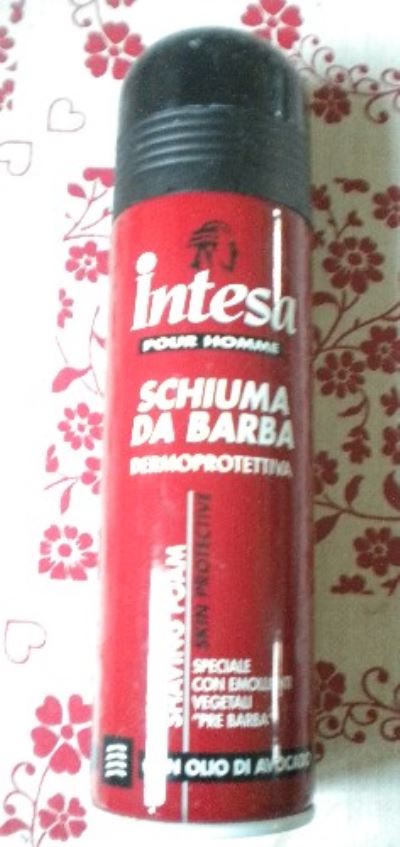 intesa
POUR HOMME
SCHIUMA
DA BARBA
DERMOPROTETTIVA
SHAVING FOAM
SKIN PROTECTIVE
SPECIALE
CON EMOLLIENTI
VEGETALI
"PRE BARBA"
CON OLIO DI AVOCADO